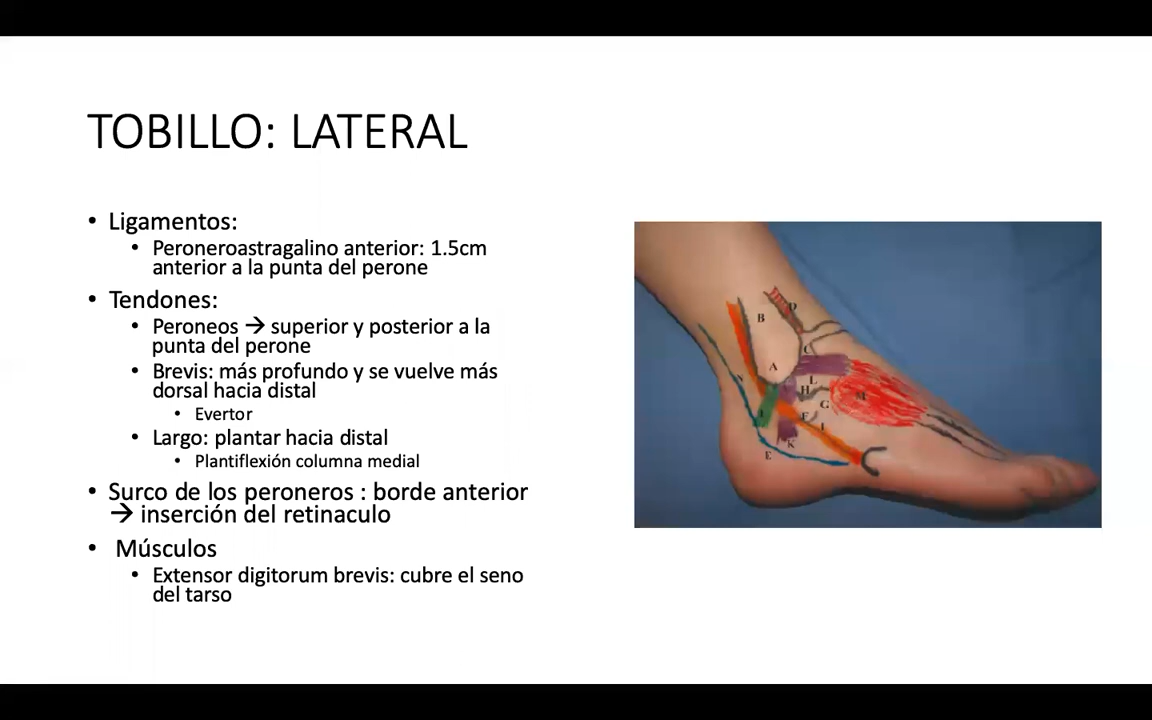 TOBILLO: LATERAL
• Ligamentos:
• Peroneroastragalino anterior: 1.5cm
anterior a la punta del perone
• Tendones:
• Peroneos → superior y posterior a la
punta del perone
• Brevis: más profundo y se vuelve más
dorsal hacia distal
• Evertor
• Largo: plantar hacia distal
• Plantiflexión columna medial
• Surco de los peroneros : borde anterior
→ inserción del retinaculo
• Músculos
• Extensor digitorum brevis: cubre el seno
del tarso
D
B
C
A
L
H
M
G
F
I
K
E